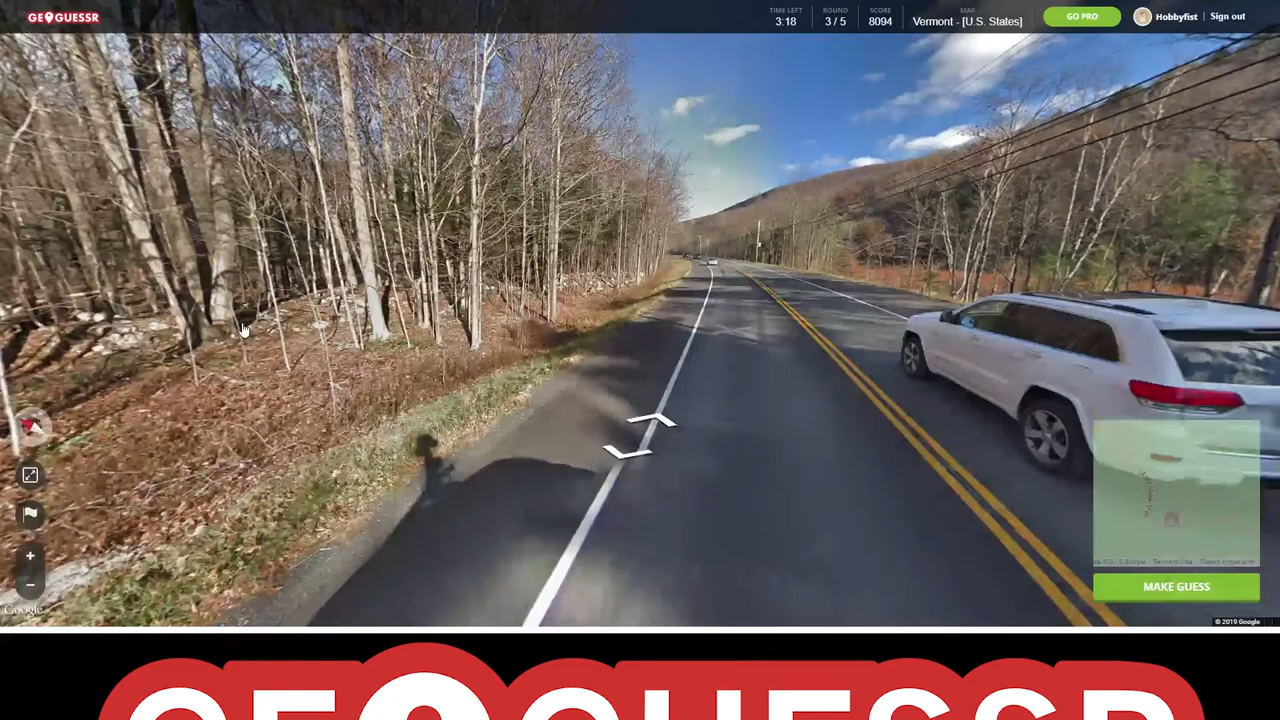 GEOGUESSR
TIME LEFT
3:18
ROUND
3 / 5
SCORE
8094
MAP
Vermont - [U.S. States]
GO PRO
Hobbyfist
Sign out
MAKE GUESS
Google
© 2019 Google
GEOGUESSR